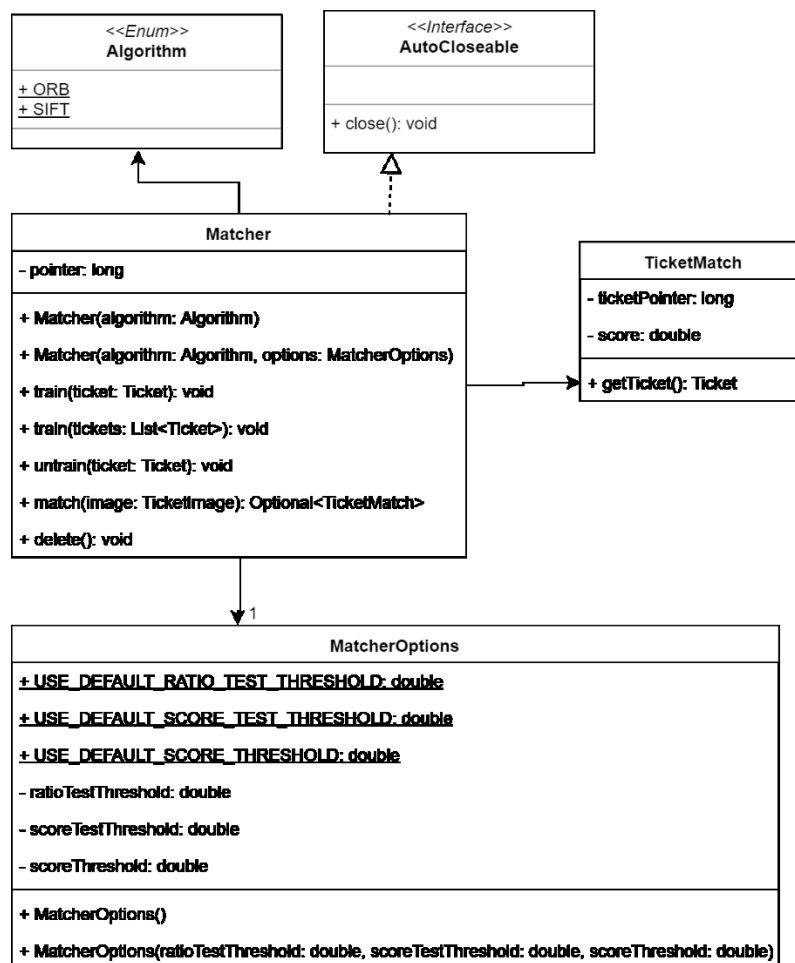 <<Enum>>
Algorithm
+ ORB
+ SIFT
<<Interface>>
AutoCloseable
+ close(): void
Matcher
- pointer: long
+ Matcher(algorithm: Algorithm)
+ Matcher(algorithm: Algorithm, options: MatcherOptions)
+ train(ticket: Ticket): void
+ train(tickets: List<Ticket>): void
+ untrain(ticket: Ticket): void
+ match(image: TicketImage): Optional<TicketMatch>
+ delete(): void
TicketMatch
- ticketPointer: long
- score: double
+ getTicket(): Ticket
1
MatcherOptions
+ USE_DEFAULT_RATIO_TEST_THRESHOLD: double
+ USE_DEFAULT_SCORE_TEST_THRESHOLD: double
+ USE_DEFAULT_SCORE_THRESHOLD: double
- ratioTestThreshold: double
- scoreTestThreshold: double
- scoreThreshold: double
+ MatcherOptions()
+ MatcherOptions(ratioTestThreshold: double, scoreTestThreshold: double, scoreThreshold: double)